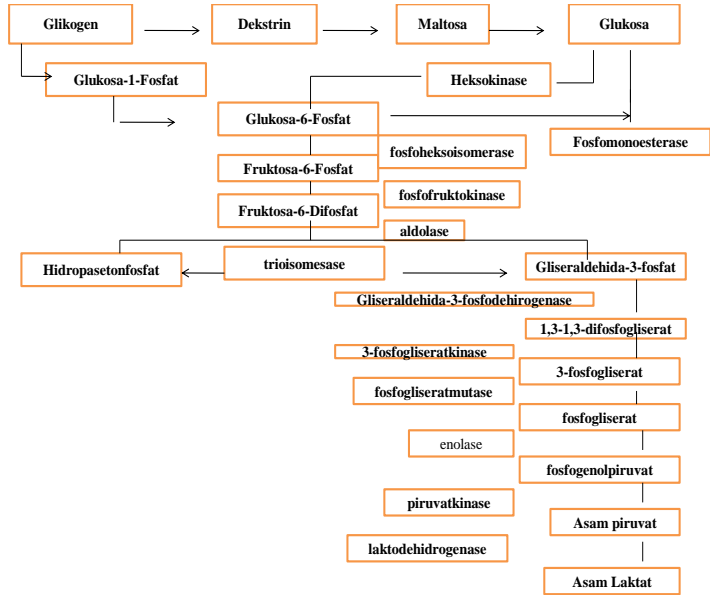 Glikogen
Dekstrin
Maltosa
Glukosa
Glukosa-1-Fosfat
Heksokinase
Glukosa-6-Fosfat
Fosfomonoesterase
fosfoheksoisomerase
Fruktosa-6-Fosfat
fosfofruktokinase
Fruktosa-6-Difosfat
aldolase
Hidropasetonfosfat
trioisomesase
Gliseraldehida-3-fosfat
Gliseraldehida-3-fosfodehirogenase
1,3-1,3-difosfogliserat
3-fosfogliseratkinase
3-fosfogliserat
fosfogliseratmutase
fosfogliserat
enolase
fosfogenolpiruvat
piruvatkinase
Asam piruvat
laktodehidrogenase
Asam Laktat